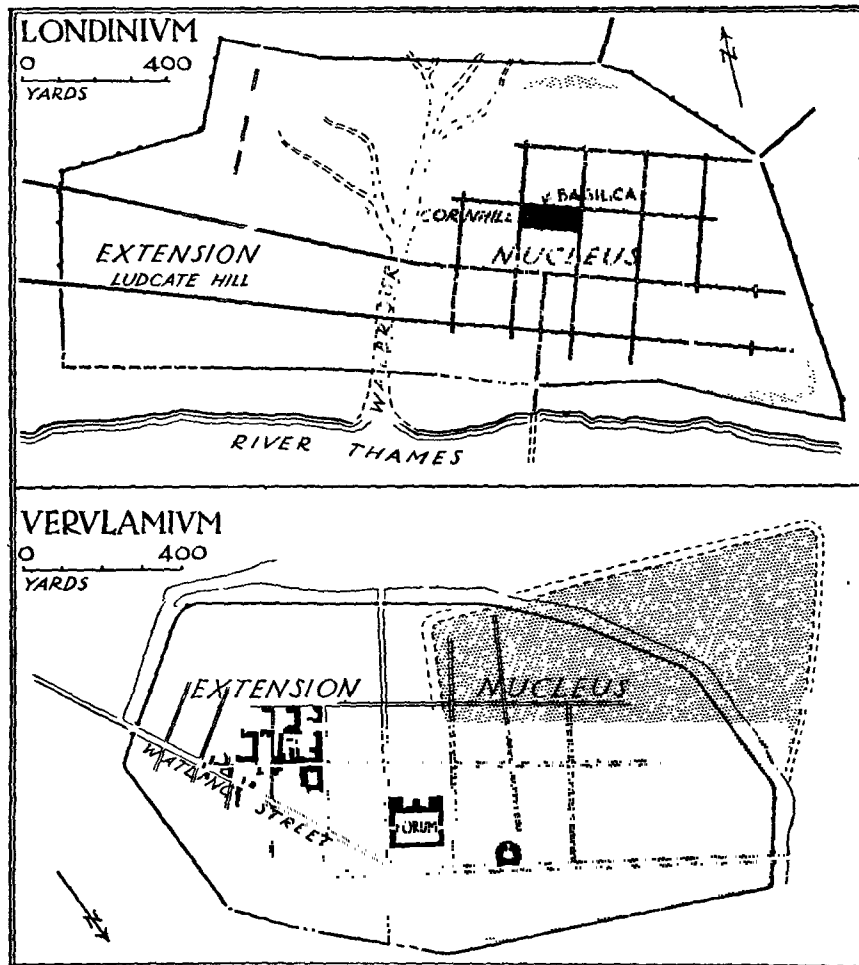 LONDINIVM
0 400
YARDS
N
BASILICA
CORNHILL
EXTENSION
NUCLEUS
LUDGATE HILL
WALBROOK
RIVER THAMES
VERVLAMIVM
0 400
YARDS
EXTENSION
NUCLEUS
WATLING STREET
FORUM
N